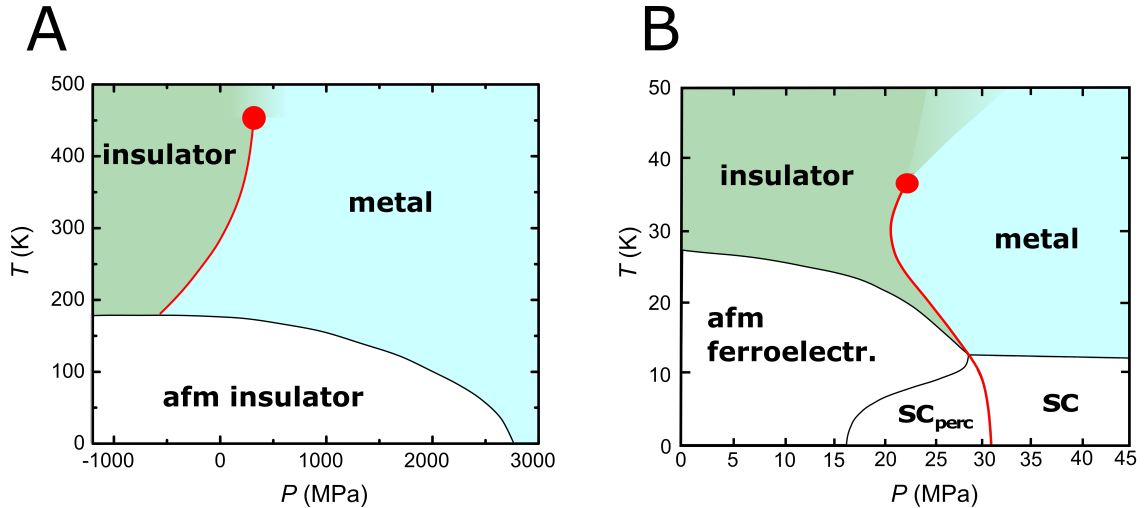 A
500
400
300
200
100
0
T (K)
insulator
metal
afm insulator
-1000
0
1000
2000
3000
P (MPa)
B
50
40
30
20
10
0
T (K)
insulator
metal
afm
ferroelectr.
SCperc
SC
0
5
10
15
20
25
30
35
40
45
P (MPa)